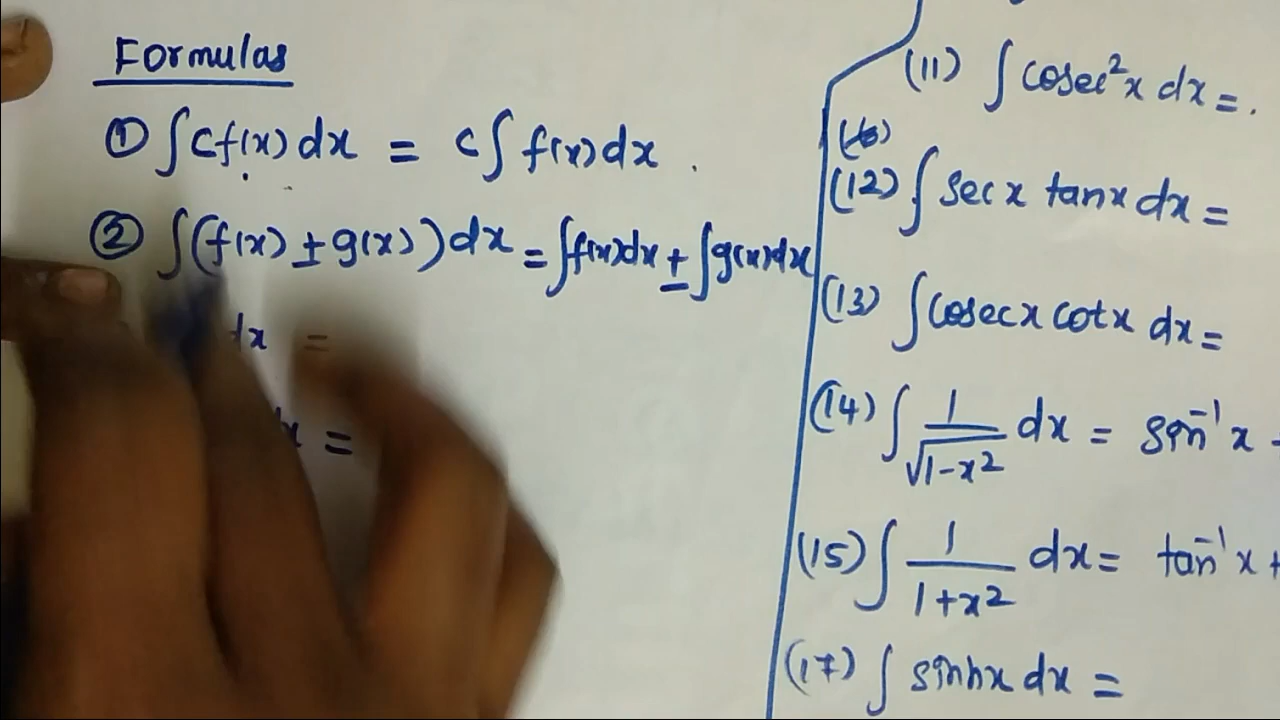 Formulas
① ∫cf(x)dx = c∫f(x)dx .
② ∫(f(x) ± g(x))dx = ∫f(x)dx ± ∫g(x)dx
dx =
=
(11) ∫cosec²x dx = .
(12) ∫sec x tanx dx =
(13) ∫cosecx cotx dx =
(14) ∫ 1/√1-x² dx = sin⁻¹x
(15) ∫ 1/1+x² dx = tan⁻¹x +
(17) ∫ sinhx dx =